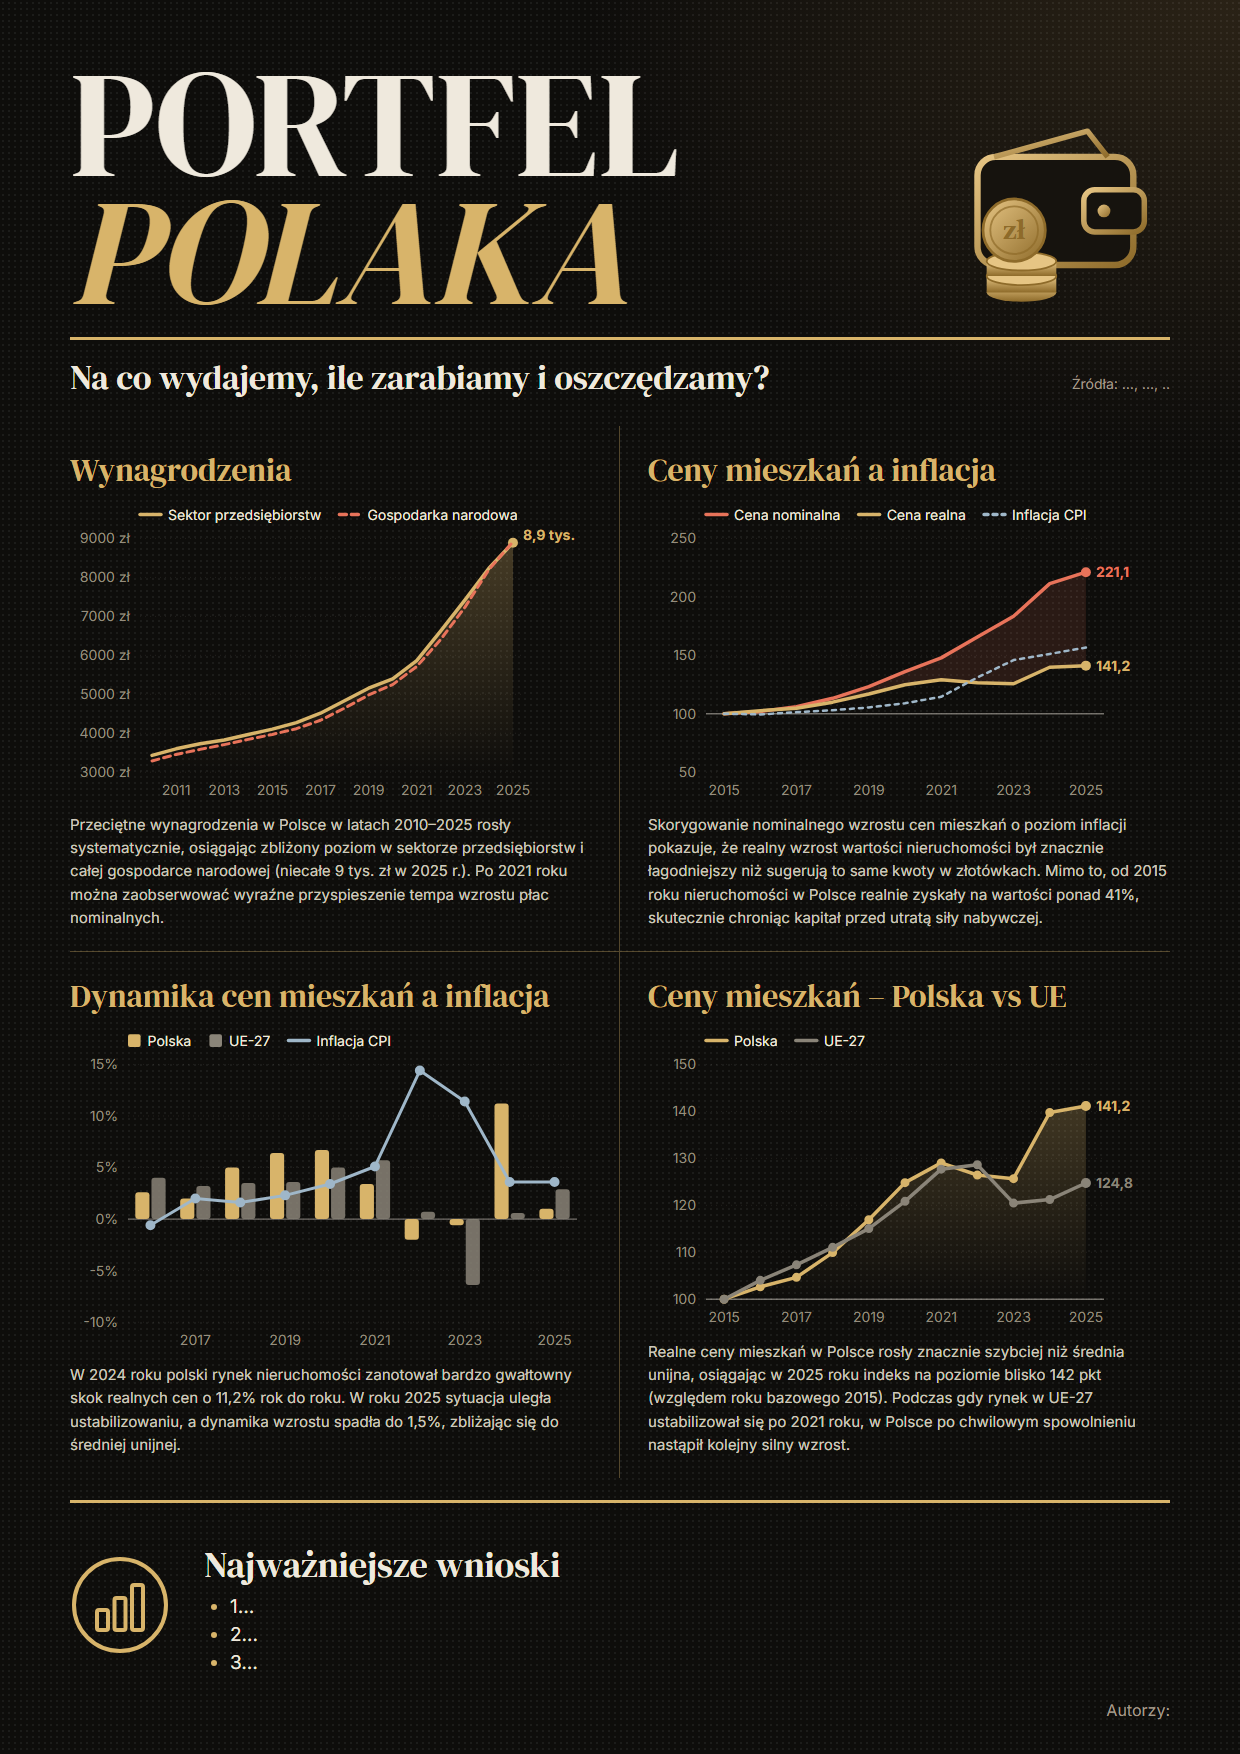 PORTFEL
POLAKA
zł
Na co wydajemy, ile zarabiamy i oszczędzamy?
Źródła: ..., ..., ..
Wynagrodzenia
Sektor przedsiębiorstw Gospodarka narodowa
8,9 tys.
9000 zł
8000 zł
7000 zł
6000 zł
5000 zł
4000 zł
3000 zł
2011 2013 2015 2017 2019 2021 2023 2025
Przeciętne wynagrodzenia w Polsce w latach 2010–2025 rosły
systematycznie, osiągając zbliżony poziom w sektorze przedsiębiorstw i
całej gospodarce narodowej (niecałe 9 tys. zł w 2025 r.). Po 2021 roku
można zaobserwować wyraźne przyspieszenie tempa wzrostu płac
nominalnych.
Ceny mieszkań a inflacja
Cena nominalna Cena realna Inflacja CPI
250
200
150
100
50
221,1
141,2
2015 2017 2019 2021 2023 2025
Skorygowanie nominalnego wzrostu cen mieszkań o poziom inflacji
pokazuje, że realny wzrost wartości nieruchomości był znacznie
łagodniejszy niż sugerują to same kwoty w złotówkach. Mimo to, od 2015
roku nieruchomości w Polsce realnie zyskały na wartości ponad 41%,
skutecznie chroniąc kapitał przed utratą siły nabywczej.
Dynamika cen mieszkań a inflacja
Polska UE-27 Inflacja CPI
15%
10%
5%
0%
-5%
-10%
2017 2019 2021 2023 2025
W 2024 roku polski rynek nieruchomości zanotował bardzo gwałtowny
skok realnych cen o 11,2% rok do roku. W roku 2025 sytuacja uległa
ustabilizowaniu, a dynamika wzrostu spadła do 1,5%, zbliżając się do
średniej unijnej.
Ceny mieszkań – Polska vs UE
Polska UE-27
150
140
130
120
110
100
141,2
124,8
2015 2017 2019 2021 2023 2025
Realne ceny mieszkań w Polsce rosły znacznie szybciej niż średnia
unijna, osiągając w 2025 roku indeks na poziomie blisko 142 pkt
(względem roku bazowego 2015). Podczas gdy rynek w UE-27
ustabilizował się po 2021 roku, w Polsce po chwilowym spowolnieniu
nastąpił kolejny silny wzrost.
Najważniejsze wnioski
• 1...
• 2...
• 3...
Autorzy: